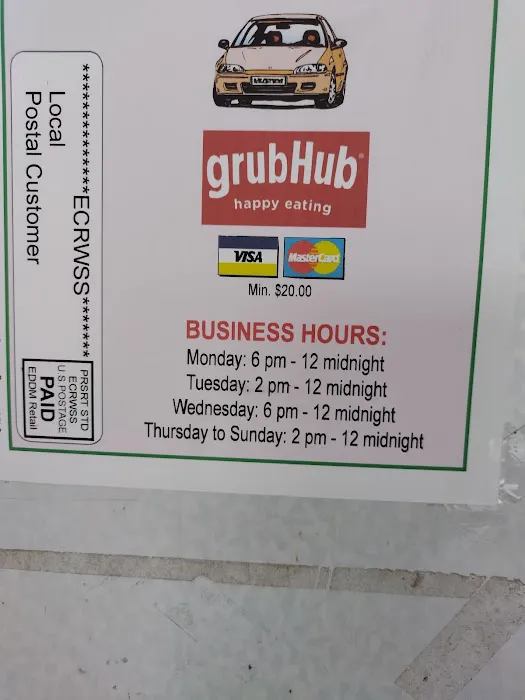 grubHub
happy eating
VISA
MasterCard
Min. $20.00
BUSINESS HOURS:
Monday: 6 pm - 12 midnight
Tuesday: 2 pm - 12 midnight
Wednesday: 6 pm - 12 midnight
Thursday to Sunday: 2 pm - 12 midnight
**************ECRWSS*******
Local
Postal Customer
PRSRT STD
ECRWSS
U.S.POSTAGE
PAID
EDDM Retail